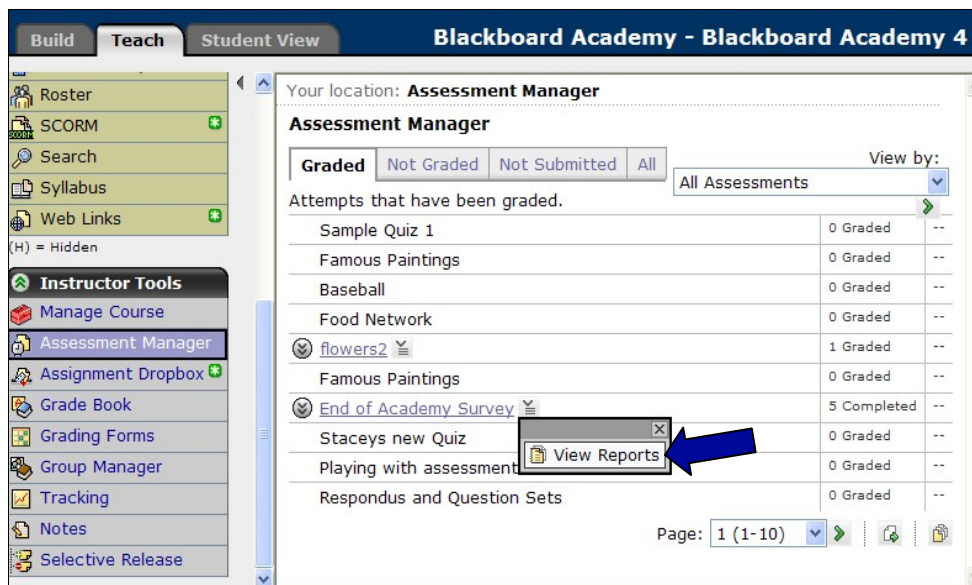 Build Teach Student View Blackboard Academy - Blackboard Academy 4
Roster
SCORM
Search
Syllabus
Web Links
(H) = Hidden
Instructor Tools
Manage Course
Assessment Manager
Assignment Dropbox
Grade Book
Grading Forms
Group Manager
Tracking
Notes
Selective Release
Your location: Assessment Manager
Assessment Manager
Graded Not Graded Not Submitted All
View by:
All Assessments
Attempts that have been graded.
Sample Quiz 1 0 Graded --
Famous Paintings 0 Graded --
Baseball 0 Graded --
Food Network 0 Graded --
flowers2 1 Graded --
Famous Paintings 0 Graded --
End of Academy Survey 5 Completed --
Staceys new Quiz 0 Graded --
View Reports
Playing with assessment 0 Graded --
Respondus and Question Sets 0 Graded --
Page: 1 (1-10)